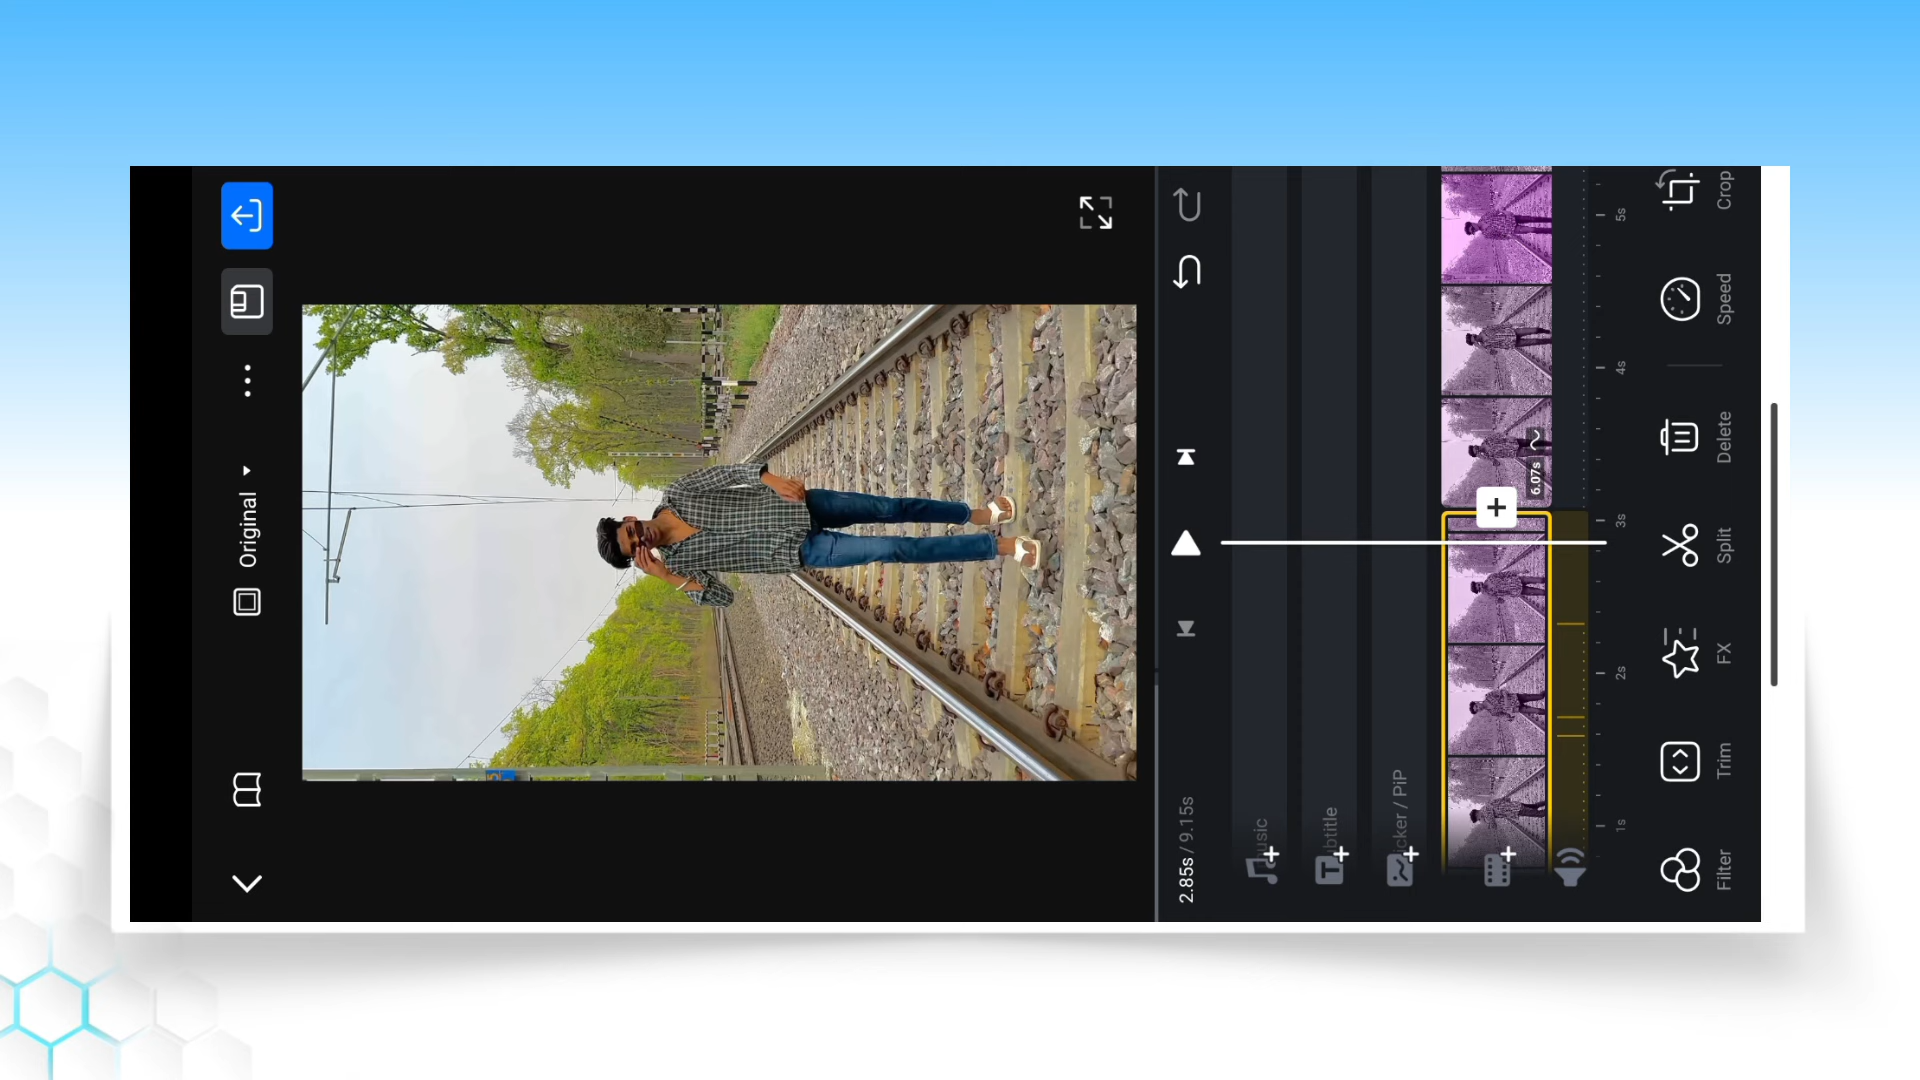 Original
2.85s / 9.15s
usic
btitle
icker / PiP
6.07s
1s
2s
3s
4s
5s
Filter
Trim
FX
Split
Delete
Speed
Crop